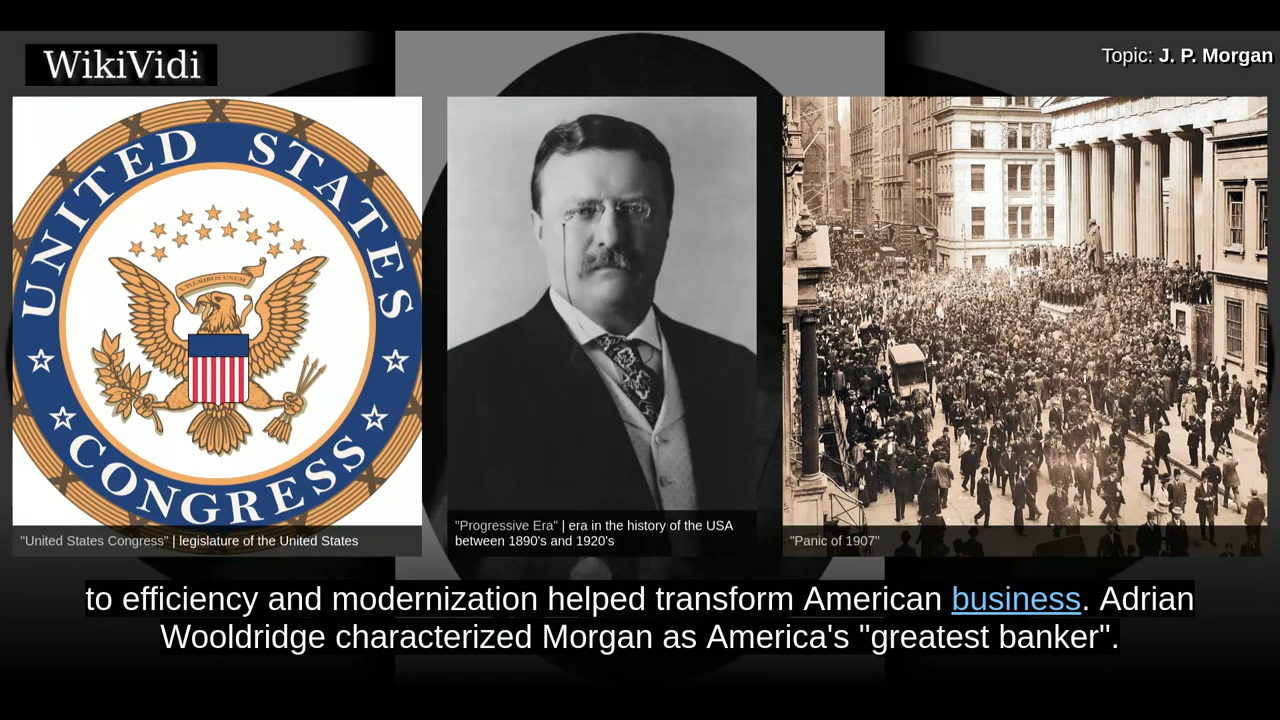 WikiVidi
Topic: J. P. Morgan
UNITED STATES
E PLURIBUS UNUM
CONGRESS
"United States Congress" | legislature of the United States
"Progressive Era" | era in the history of the USA
between 1890's and 1920's
"Panic of 1907"
to efficiency and modernization helped transform American business. Adrian
Wooldridge characterized Morgan as America's "greatest banker".